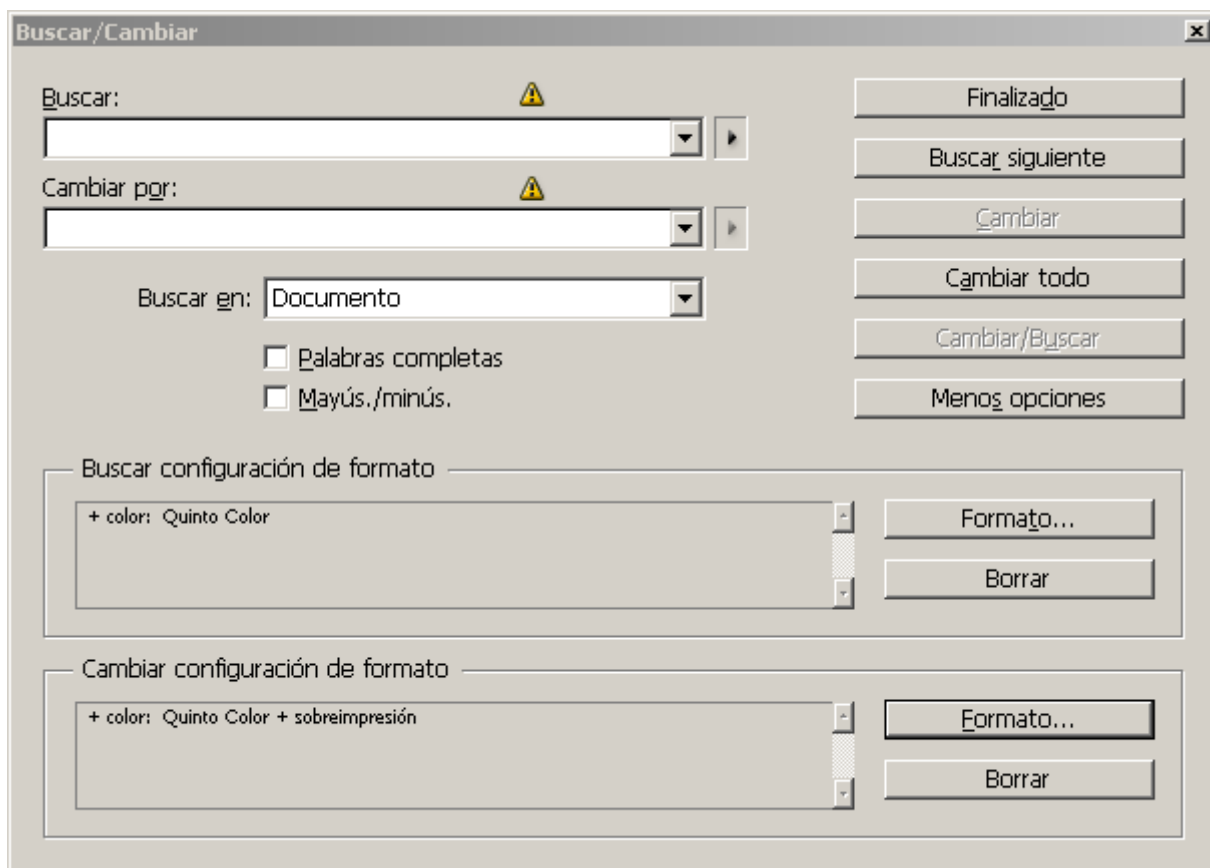 Buscar/Cambiar
Buscar:
Finalizado
Buscar siguiente
Cambiar por:
Cambiar
Buscar en: Documento
Cambiar todo
Palabras completas
Cambiar/Buscar
Mayús./minús.
Menos opciones
Buscar configuración de formato
+ color: Quinto Color
Formato...
Borrar
Cambiar configuración de formato
+ color: Quinto Color + sobreimpresión
Formato...
Borrar